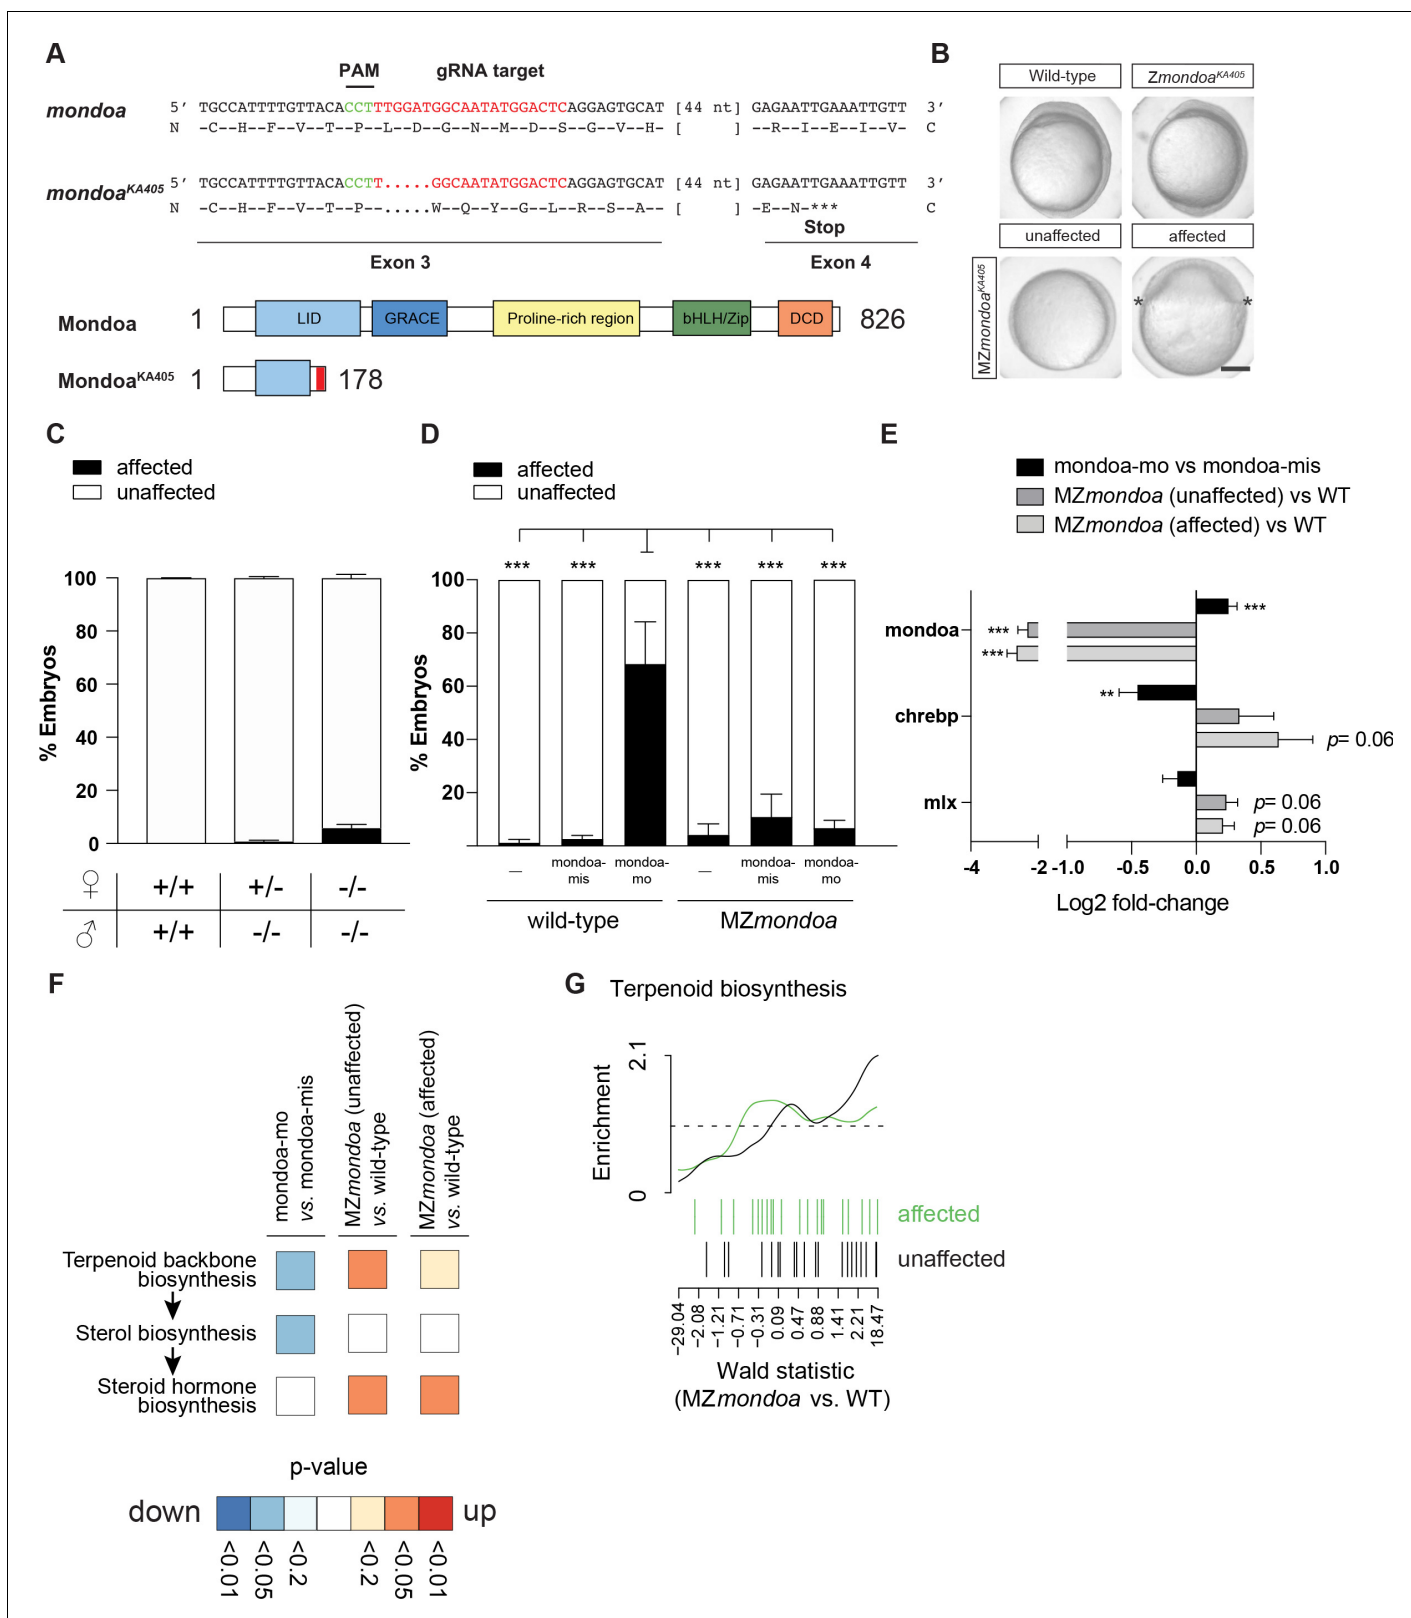 A
PAM gRNA target
mondoa 5′ TGCCATTTTGTTACACCTTTGGATGGCAATATGGACTCAGGAGTGCAT [44 nt] GAGAATTGAAATTGTT 3′
N -C--H--F--V--T--P--L--D--G--N--M--D--S--G--V--H- [ ] --R--I--E--I--V- C
mondoaKA405 5′ TGCCATTTTGTTACACCTT.....GGCAATATGGACTCAGGAGTGCAT [44 nt] GAGAATTGAAATTGTT 3′
N -C--H--F--V--T--P--.....W--Q--Y--G--L--R--S--A-- [ ] -E--N-***  C
Stop
Exon 3 Exon 4
Mondoa 1 LID GRACE Proline-rich region bHLH/Zip DCD 826
MondoaKA405 1 178
B
Wild-type ZmondoaKA405
unaffected affected
MZmondoaKA405
* *
C
affected
unaffected
% Embryos
100
80
60
40
20
0
♀ +/+ +/- -/-
♂ +/+ -/- -/-
D
affected
unaffected
*** *** *** *** ***
% Embryos
100
80
60
40
20
— mondoa-mis mondoa-mo — mondoa-mis mondoa-mo
wild-type MZmondoa
E
mondoa-mo vs mondoa-mis
MZmondoa (unaffected) vs WT
MZmondoa (affected) vs WT
mondoa *** *** ***
chrebp ** p= 0.06
mlx p= 0.06
p= 0.06
-4 -2 -1.0 -0.5 0.0 0.5 1.0
Log2 fold-change
F
mondoa-mo
vs. mondoa-mis
MZmondoa (unaffected)
vs. wild-type
MZmondoa (affected)
vs. wild-type
Terpenoid backbone
biosynthesis
Sterol biosynthesis
Steroid hormone
biosynthesis
p-value
down up
<0.01 <0.05 <0.2 <0.2 <0.05 <0.01
G
Terpenoid biosynthesis
Enrichment
2.1
0
affected
unaffected
−29.04 −2.08 −1.21 −0.71 −0.31 0.09 0.47 0.88 1.41 2.21 18.47
Wald statistic
(MZmondoa vs. WT)